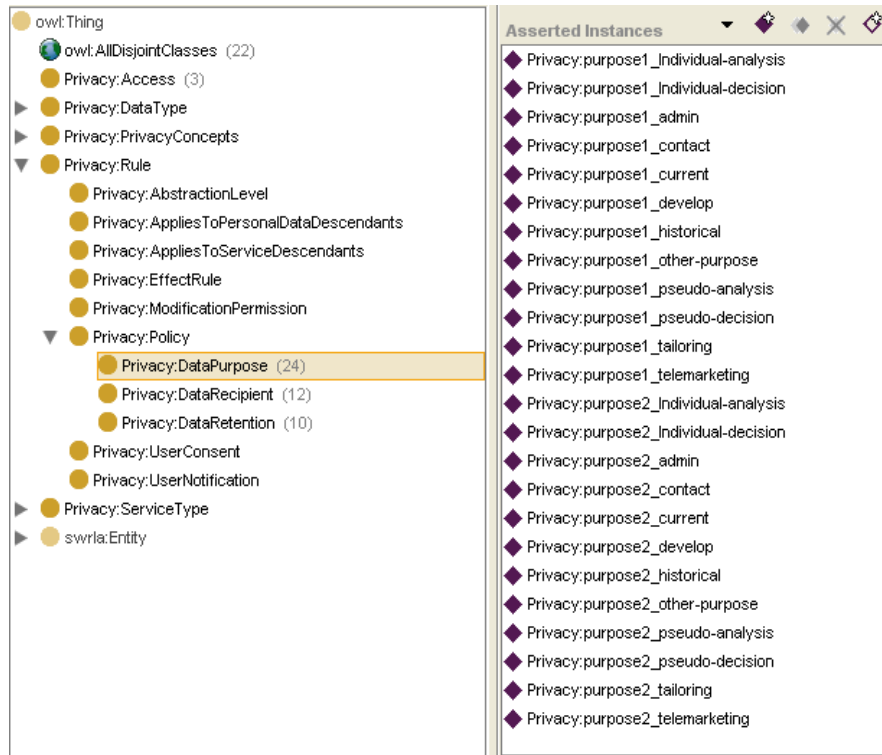 owl:Thing
owl:AllDisjointClasses (22)
Privacy:Access (3)
Privacy:DataType
Privacy:PrivacyConcepts
Privacy:Rule
Privacy:AbstractionLevel
Privacy:AppliesToPersonalDataDescendants
Privacy:AppliesToServiceDescendants
Privacy:EffectRule
Privacy:ModificationPermission
Privacy:Policy
Privacy:DataPurpose (24)
Privacy:DataRecipient (12)
Privacy:DataRetention (10)
Privacy:UserConsent
Privacy:UserNotification
Privacy:ServiceType
swrla:Entity
Asserted Instances
Privacy:purpose1_Individual-analysis
Privacy:purpose1_Individual-decision
Privacy:purpose1_admin
Privacy:purpose1_contact
Privacy:purpose1_current
Privacy:purpose1_develop
Privacy:purpose1_historical
Privacy:purpose1_other-purpose
Privacy:purpose1_pseudo-analysis
Privacy:purpose1_pseudo-decision
Privacy:purpose1_tailoring
Privacy:purpose1_telemarketing
Privacy:purpose2_Individual-analysis
Privacy:purpose2_Individual-decision
Privacy:purpose2_admin
Privacy:purpose2_contact
Privacy:purpose2_current
Privacy:purpose2_develop
Privacy:purpose2_historical
Privacy:purpose2_other-purpose
Privacy:purpose2_pseudo-analysis
Privacy:purpose2_pseudo-decision
Privacy:purpose2_tailoring
Privacy:purpose2_telemarketing